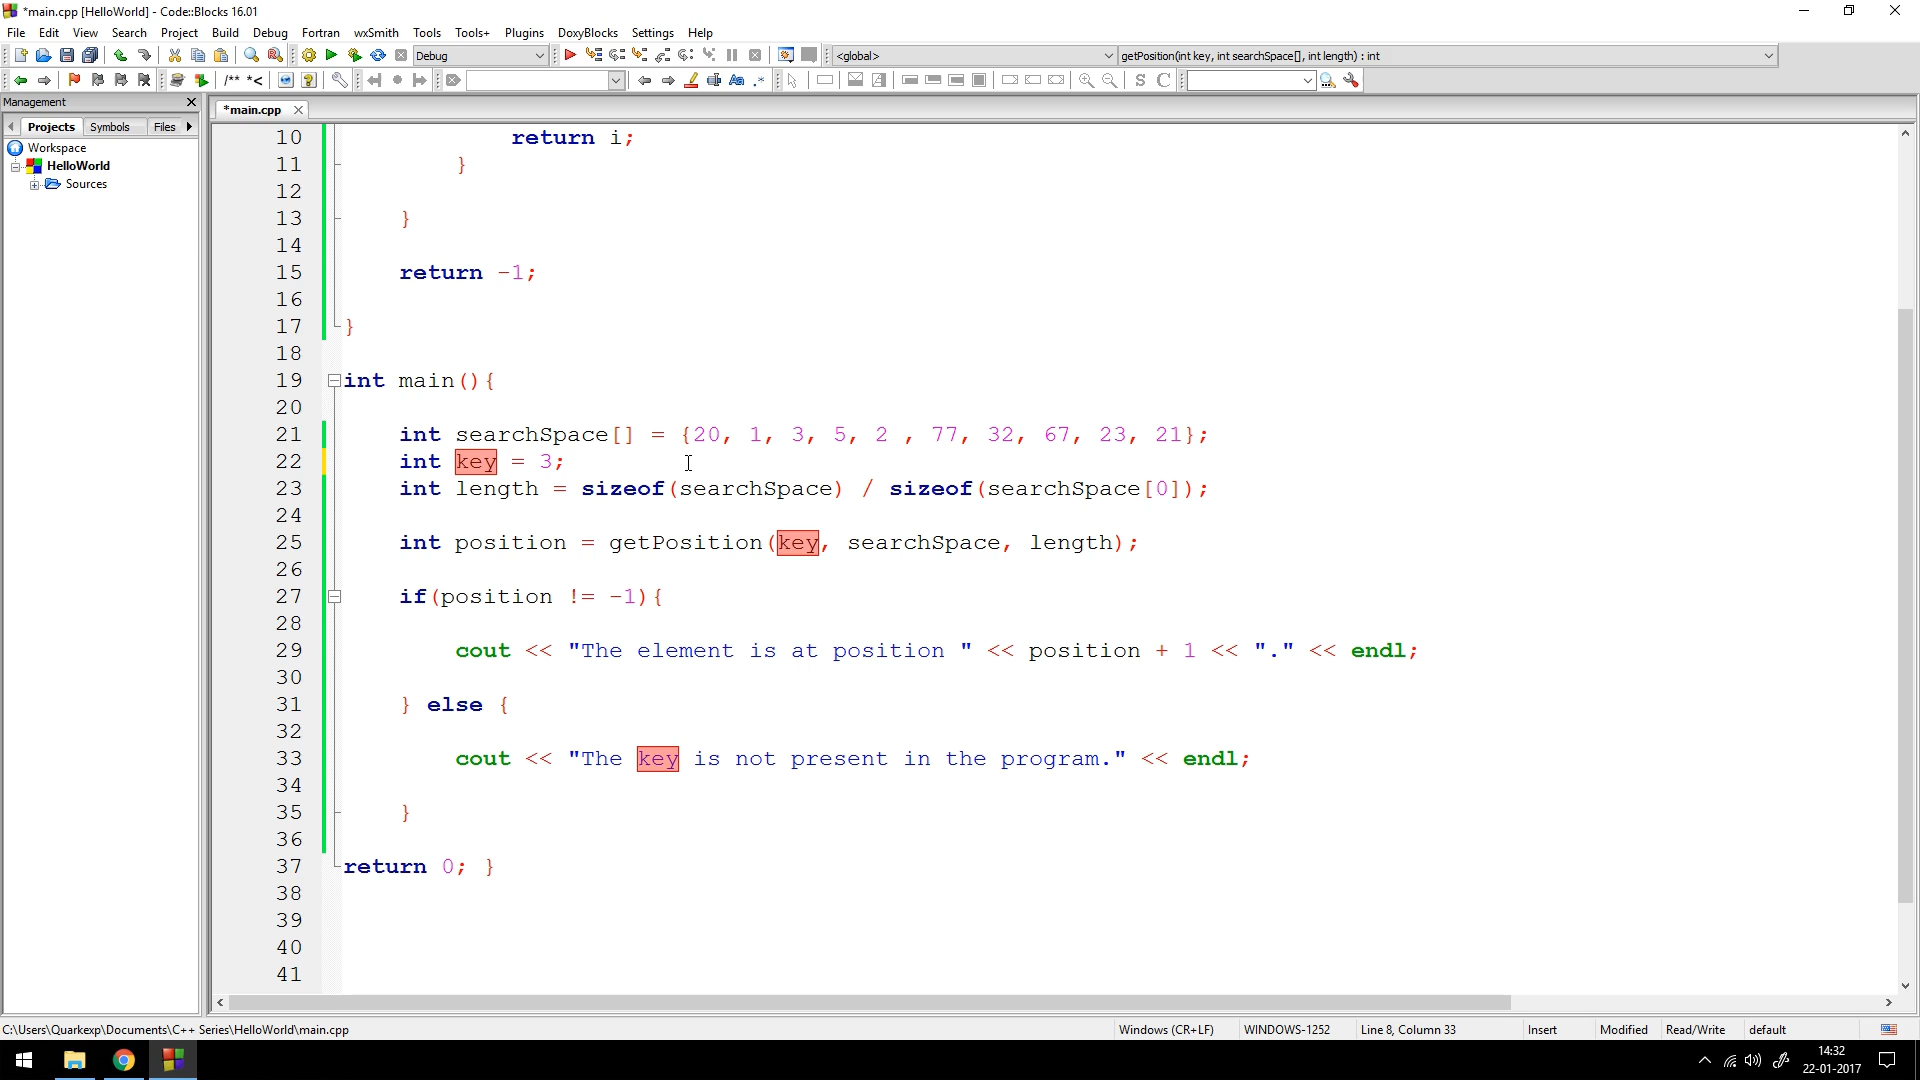 *main.cpp [HelloWorld] - Code::Blocks 16.01
File Edit View Search Project Build Debug Fortran wxSmith Tools Tools+ Plugins DoxyBlocks Settings Help
Debug <global> getPosition(int key, int searchSpace[], int length) : int
/** *< Aa .* S C
Management
*main.cpp
Projects Symbols Files
Workspace
HelloWorld
Sources
10 return i;
11 }
12
13 }
14
15 return -1;
16
17 }
18
19 int main(){
20
21 int searchSpace[] = {20, 1, 3, 5, 2 , 77, 32, 67, 23, 21};
22 int key = 3;
23 int length = sizeof(searchSpace) / sizeof(searchSpace[0]);
24
25 int position = getPosition(key, searchSpace, length);
26
27 if(position != -1){
28
29 cout << "The element is at position " << position + 1 << "." << endl;
30
31 } else {
32
33 cout << "The key is not present in the program." << endl;
34
35 }
36
37 return 0; }
38
39
40
41
C:\Users\Quarkexp\Documents\C++ Series\HelloWorld\main.cpp Windows (CR+LF) WINDOWS-1252 Line 8, Column 33 Insert Modified Read/Write default
14:32
22-01-2017